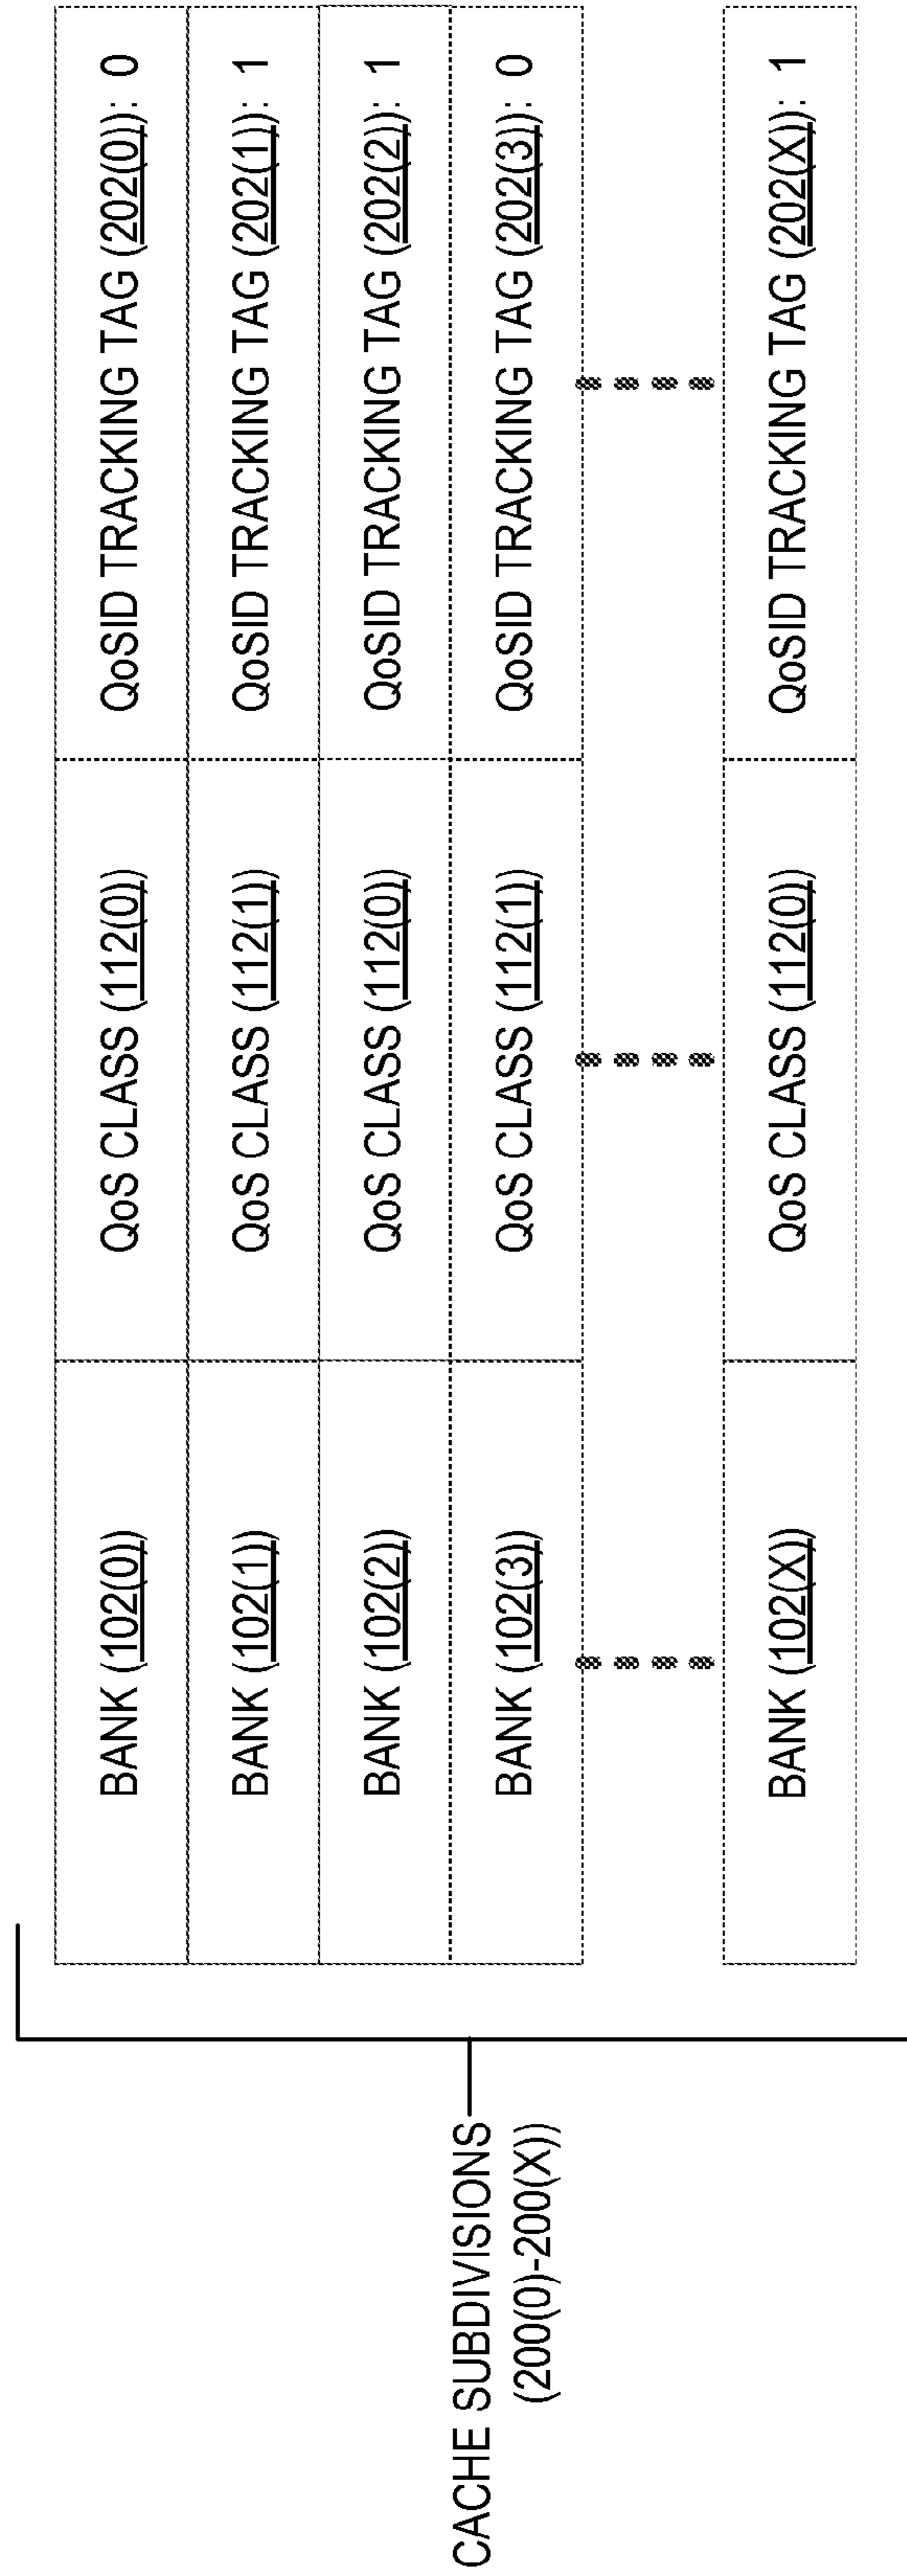 CACHE SUBDIVISIONS
(200(0)-200(X))
BANK (102(0)) QoS CLASS (112(0)) QoSID TRACKING TAG (202(0)): 0
BANK (102(1)) QoS CLASS (112(1)) QoSID TRACKING TAG (202(1)): 1
BANK (102(2)) QoS CLASS (112(0)) QoSID TRACKING TAG (202(2)): 1
BANK (102(3)) QoS CLASS (112(1)) QoSID TRACKING TAG (202(3)): 0
BANK (102(X)) QoS CLASS (112(0)) QoSID TRACKING TAG (202(X)): 1